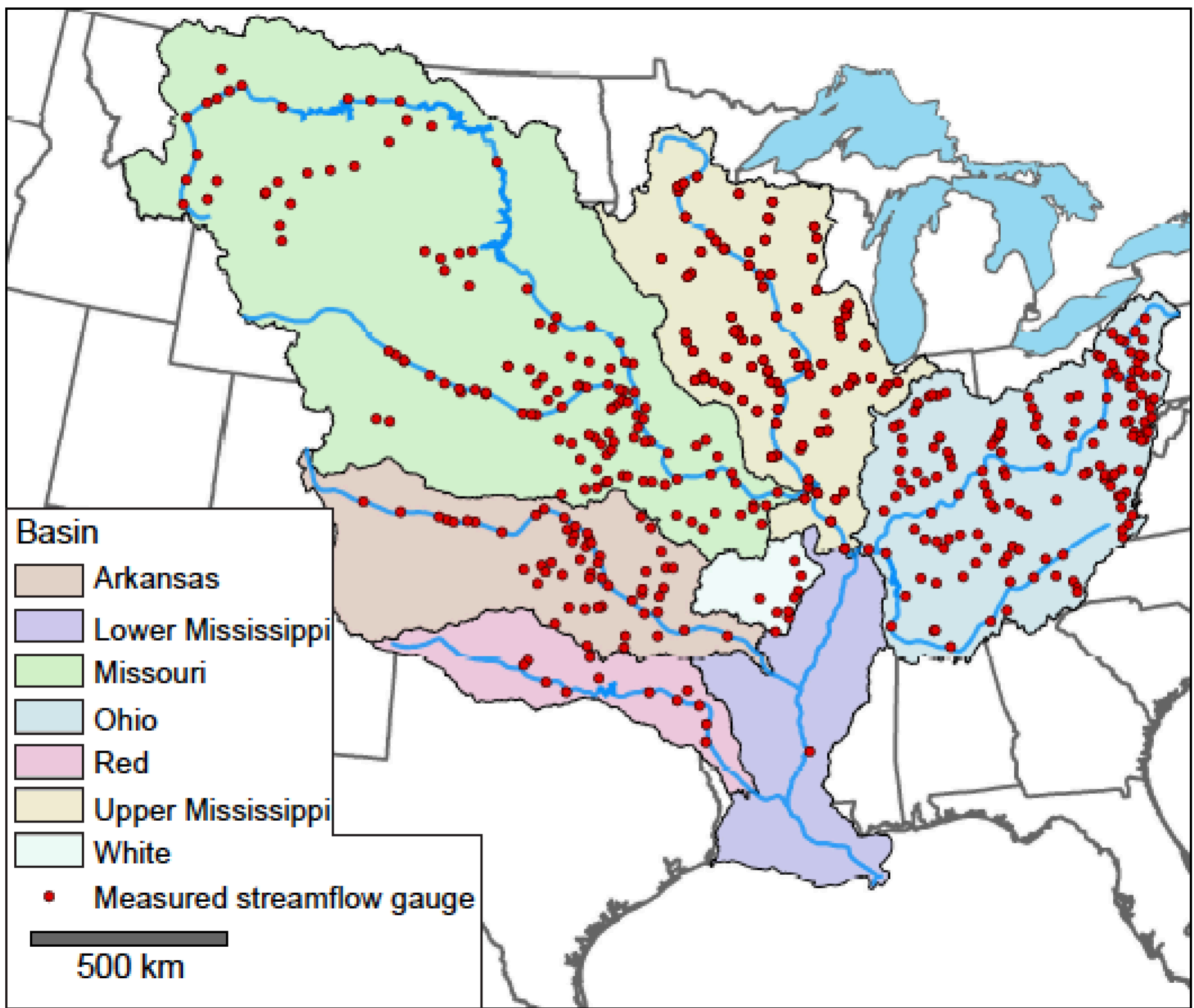 Basin
Arkansas
Lower Mississippi
Missouri
Ohio
Red
Upper Mississippi
White
Measured streamflow gauge
500 km